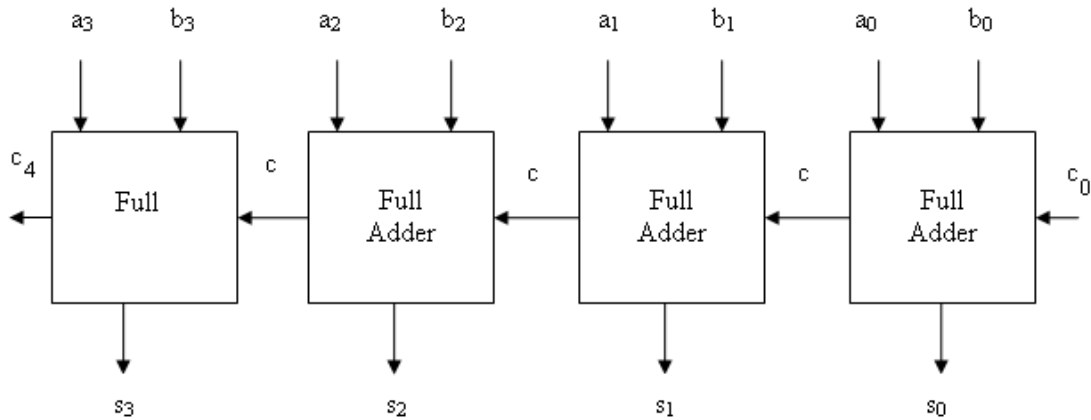 a3 b3 a2 b2 a1 b1 a0 b0
c4 c c c c0
Full Full Full Full
Adder Adder Adder
s3 s2 s1 s0